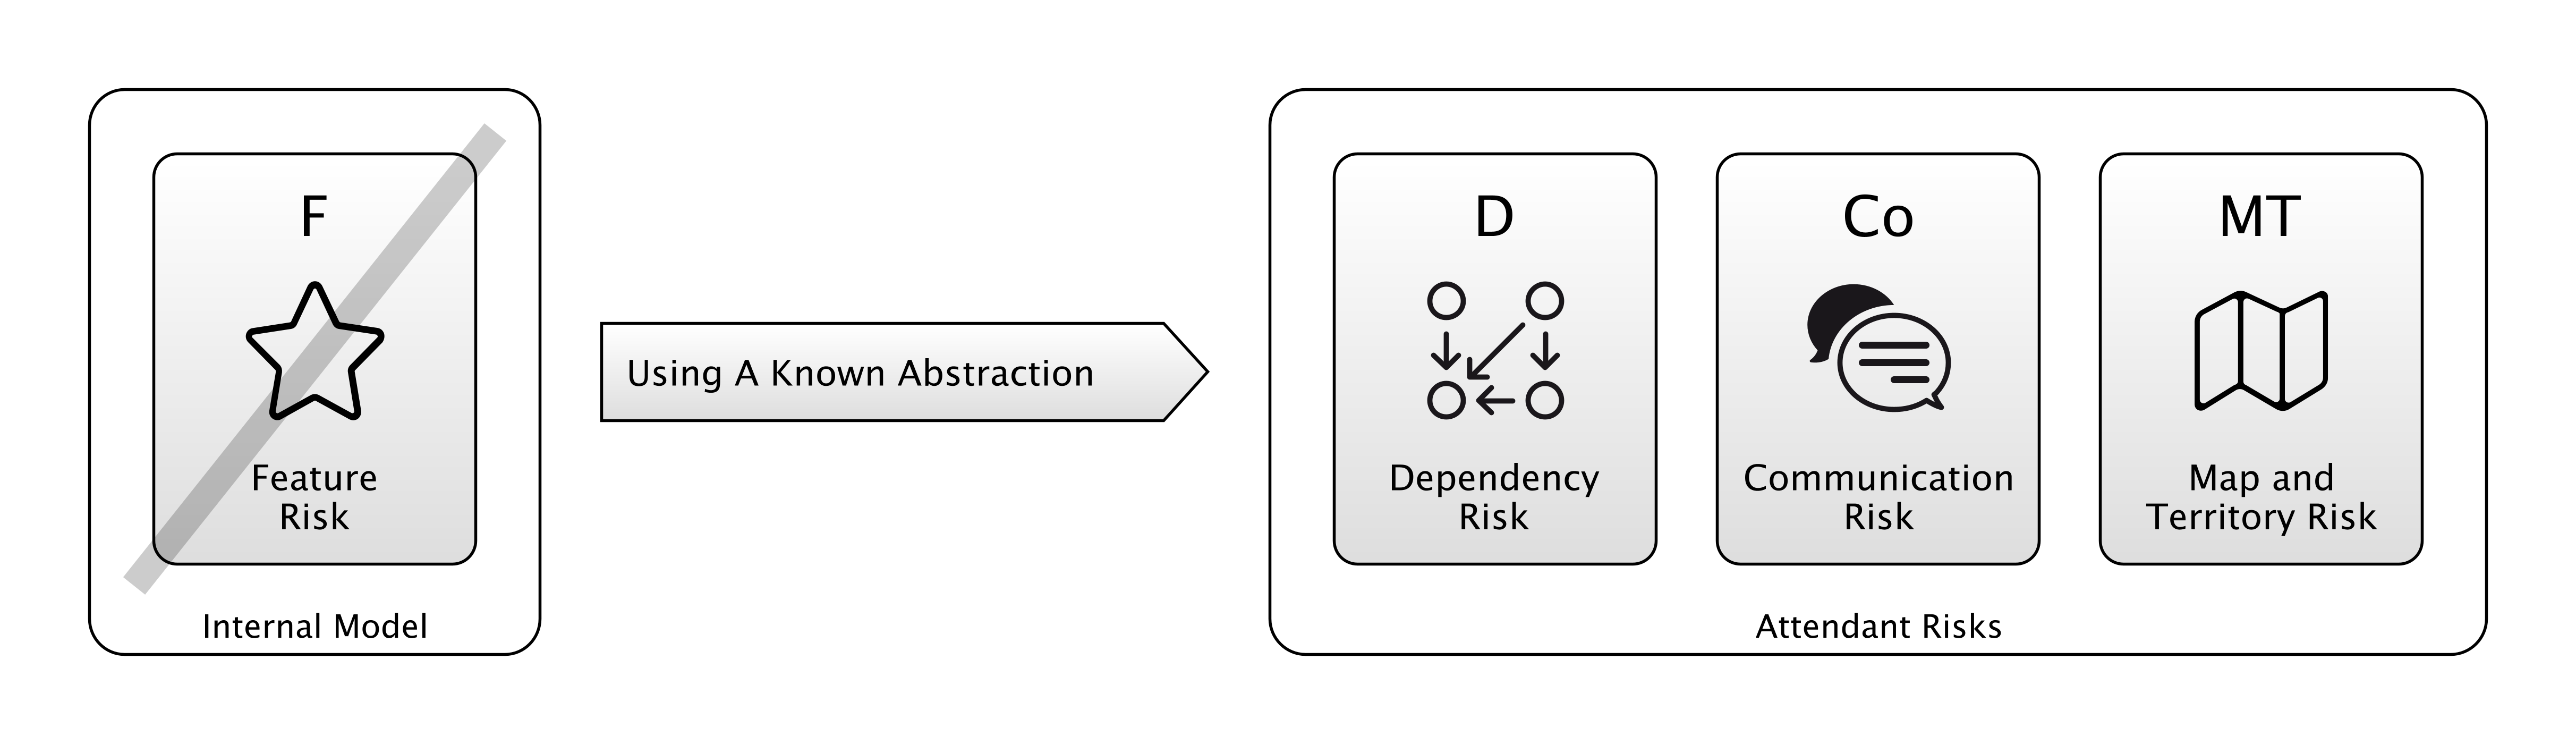 F
Feature
Risk
Internal Model
Using A Known Abstraction
D
Dependency
Risk
Co
Communication
Risk
MT
Map and
Territory Risk
Attendant Risks